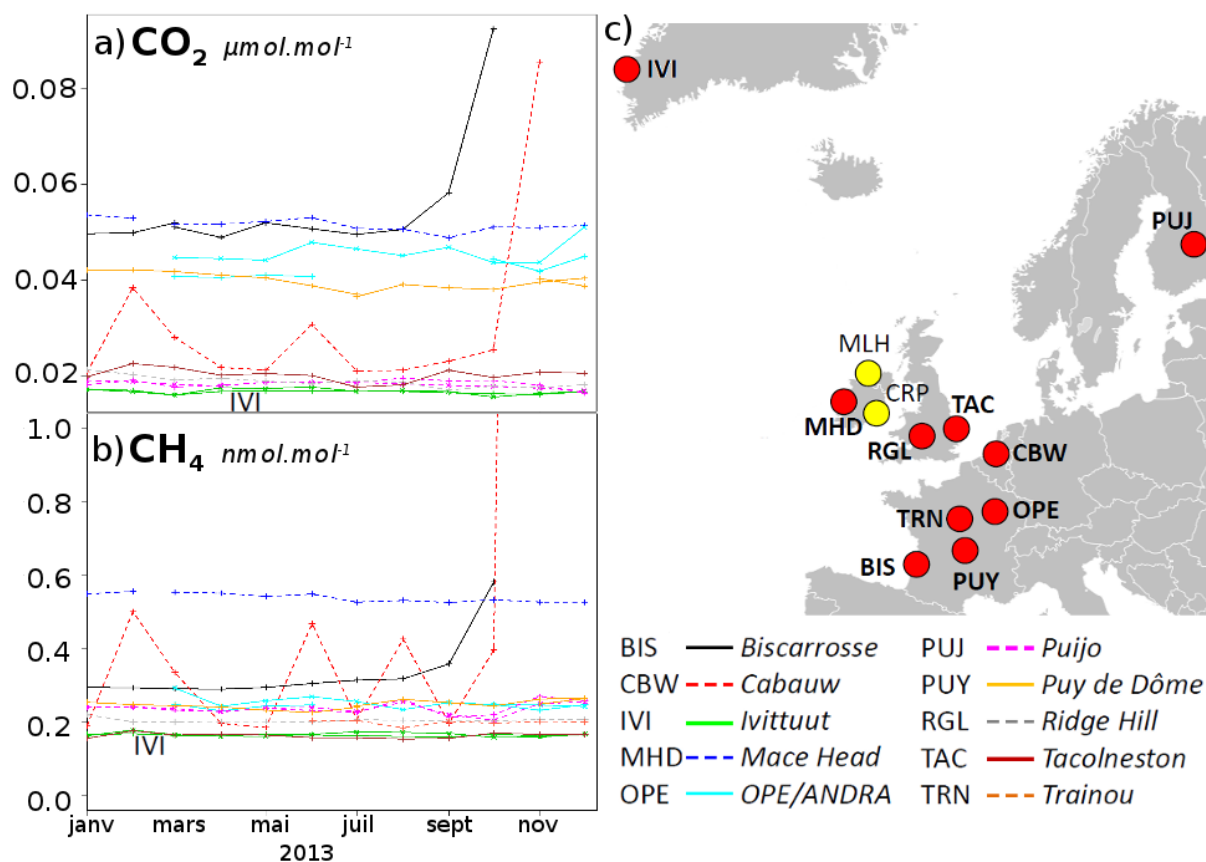 a) CO₂ μmol.mol⁻¹
0.08
0.06
0.04
0.02
IVI
b) CH₄ nmol.mol⁻¹
1.0
0.8
0.6
0.4
0.2
0.0
IVI
janv mars mai juil sept nov
2013
c)
IVI
PUJ
MLH
CRP
MHD
TAC
RGL
CBW
TRN
OPE
BIS
PUY
BIS Biscarrosse PUJ Puijo
CBW Cabauw PUY Puy de Dôme
IVI Ivittuut RGL Ridge Hill
MHD Mace Head TAC Tacolneston
OPE OPE/ANDRA TRN Trainou